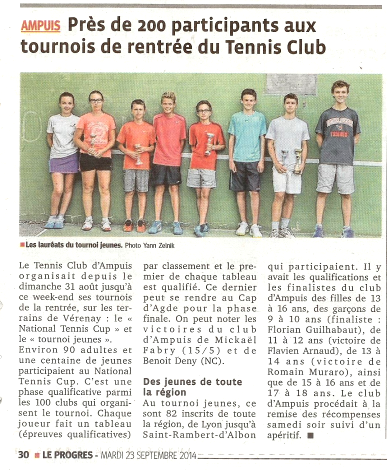 AMPUIS Près de 200 participants aux
tournois de rentrée du Tennis Club
■ Les lauréats du tournoi jeunes. Photo Yann Zelnik
Le Tennis Club d'Ampuis
organisait depuis le
dimanche 31 août jusqu'à
ce week-end ses tournois
de la rentrée, sur les ter-
rains de Vérenay : le «
National Tennis Cup » et le
« tournoi jeunes ».
Environ 90 adultes et une
centaine de jeunes
participaient au National
Tennis Cup. C'est une
phase qualificative parmi
les 100 clubs qui organi-
sent le tournoi. Chaque
joueur fait un tableau
(épreuves qualificatives)
par classement et le pre-
mier de chaque tableau
est qualifié. Ce dernier
peut se rendre au Cap
d'Agde pour la phase
finale. On peut noter les
victoires du club
d'Ampuis de Mickaël
Fabry (15/5) et de
Benoit Deny (NC).
Des jeunes de toute
la région
Au tournoi jeunes, ce
sont 82 inscrits de toute
la région, de Lyon jusqu'à
Saint-Rambert-d'Albon
qui participaient. Il y
avait les qualifications et
les finalistes du club
d'Ampuis des filles de 13
à 16 ans, des garçons de
9 à 10 ans (finaliste :
Florian Guilhabaut), de
11 à 12 ans (victoire de
Flavien Arnaud), de 13 à
14 ans (victoire de
Romain Muraro), ainsi
que de 15 à 16 ans et de
17 à 18 ans. Le club
d'Ampuis procédait à la
remise des récompenses
samedi soir suivi d'un
apéritif. ■
30 ■ LE PROGRES - MARDI 23 SEPTEMBRE 2014